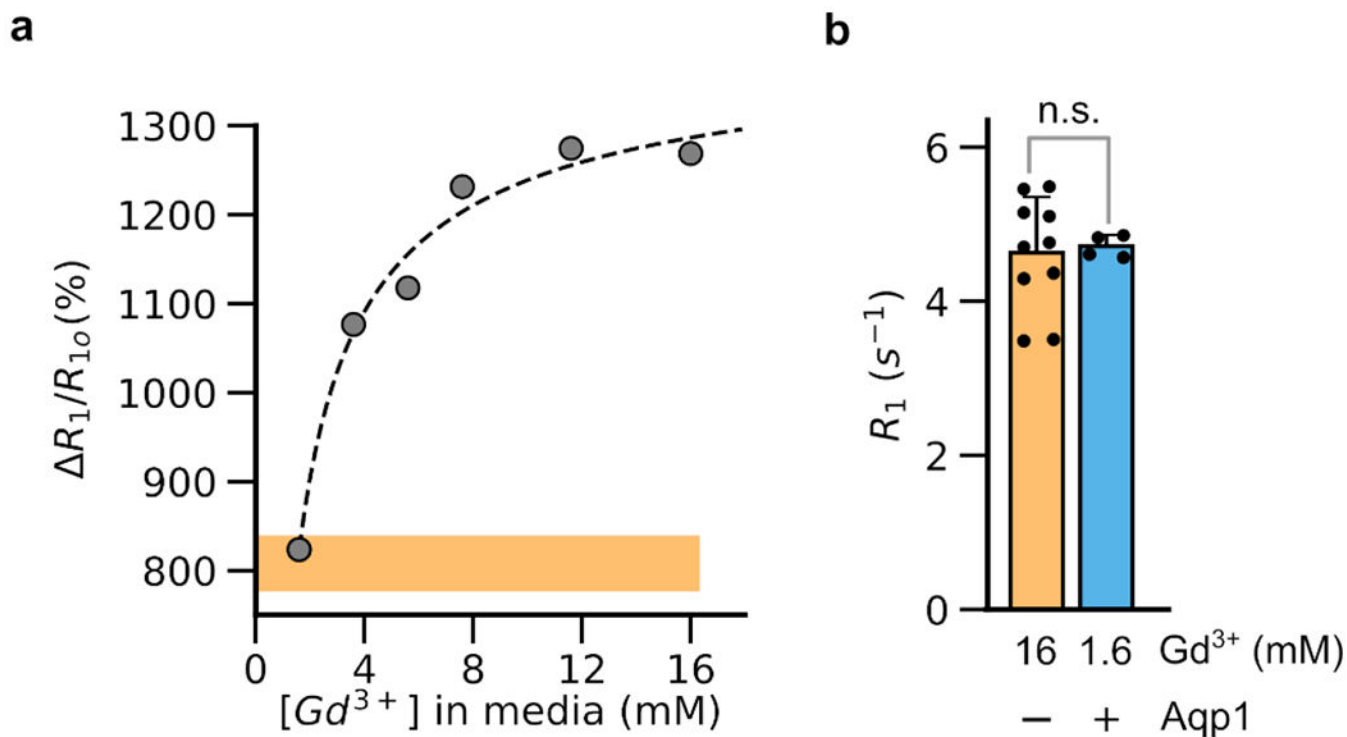 a
1300
1200
1100
1000
900
800
ΔR₁/R₁ₒ(%)
0 4 8 12 16
[Gd³⁺] in media (mM)
b
n.s.
6
4
2
0
R₁ (s⁻¹)
16 1.6 Gd³⁺ (mM)
− + Aqp1